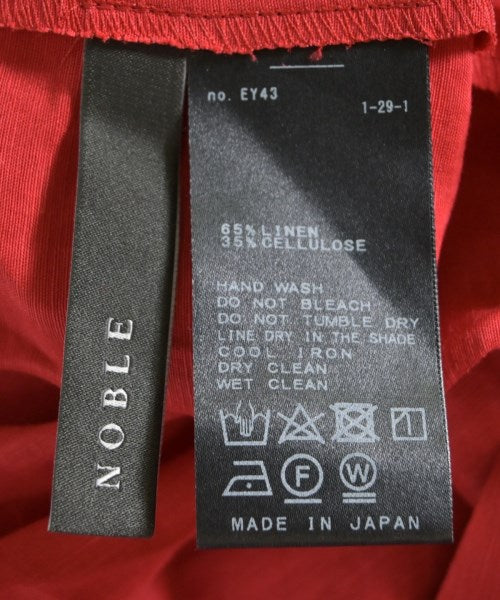 NOBLE
no. EY43
1-29-1
65% LINEN
35% CELLULOSE
HAND WASH
DO NOT BLEACH
DO NOT TUMBLE DRY
LINE DRY IN THE SHADE
COOL IRON
DRY CLEAN
WET CLEAN
F
W
MADE IN JAPAN